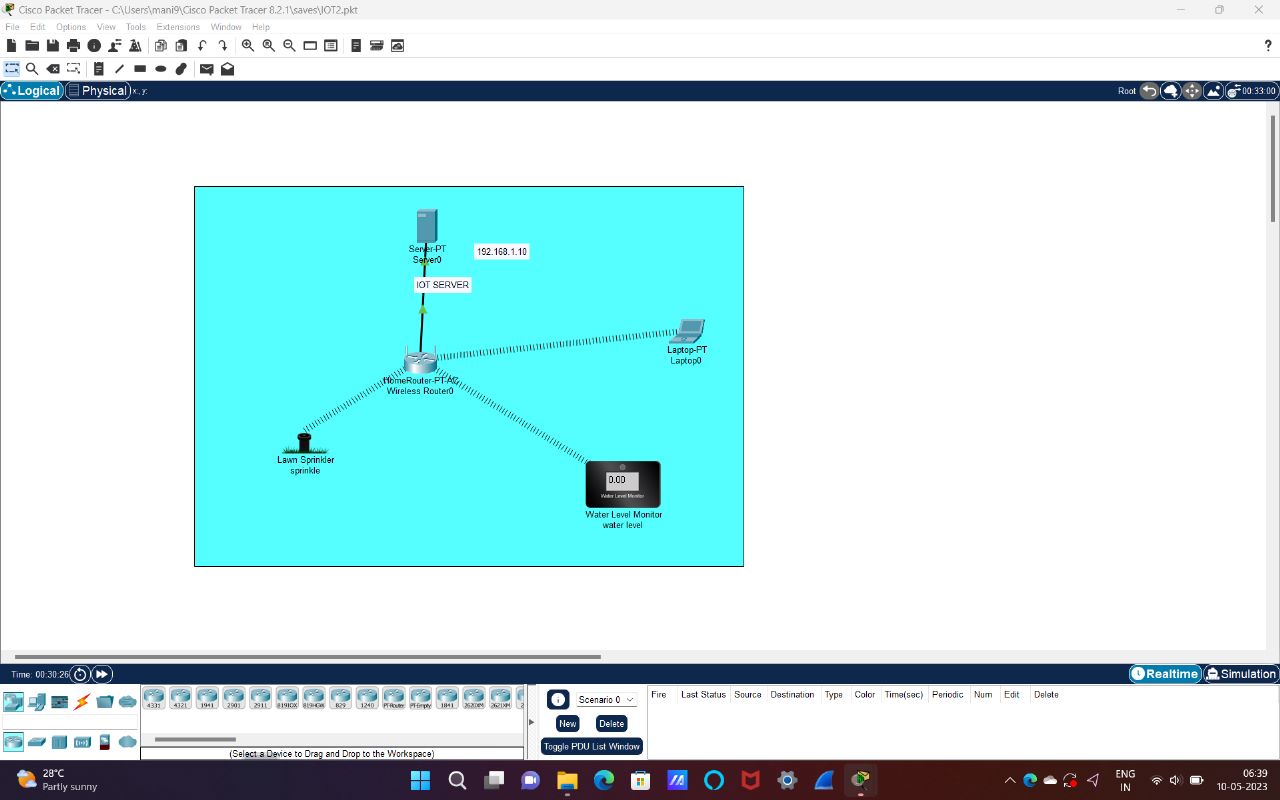 Cisco Packet Tracer - C:\Users\mani9\Cisco Packet Tracer 8.2.1\saves\IOT2.pkt
File Edit Options View Tools Extensions Window Help
?
Logical Physical x: y:
Root 00:33:00
Server-PT
Server0
192.168.1.10
IOT SERVER
Laptop-PT
Laptop0
HomeRouter-PT-AC
Wireless Router0
Lawn Sprinkler
sprinkle
0.00
Water Level Monitor
Water Level Monitor
water level
Time: 00:30:26
Realtime Simulation
4331 4321 1941 2901 2911 819IOX 819HGW 829 1240 PT-Router PT-Empty 1841 2620XM 2621XM
Scenario 0
New Delete
Toggle PDU List Window
Fire Last Status Source Destination Type Color Time(sec) Periodic Num Edit Delete
(Select a Device to Drag and Drop to the Workspace)
28°C
Partly sunny
ENG
IN
06:39
10-05-2023